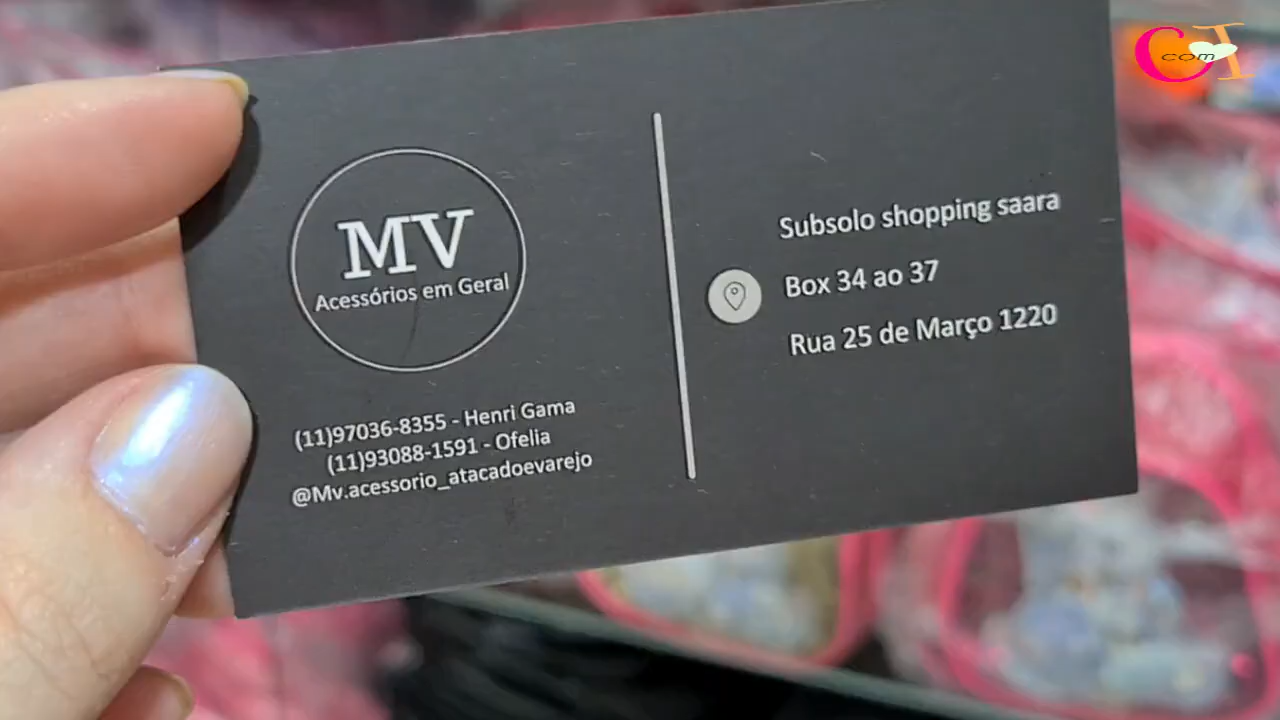 C com I
MV
Acessórios em Geral
(11)97036-8355 - Henri Gama
(11)93088-1591 - Ofelia
@Mv.acessorio_atacadoevarejo
Subsolo shopping saara
Box 34 ao 37
Rua 25 de Março 1220